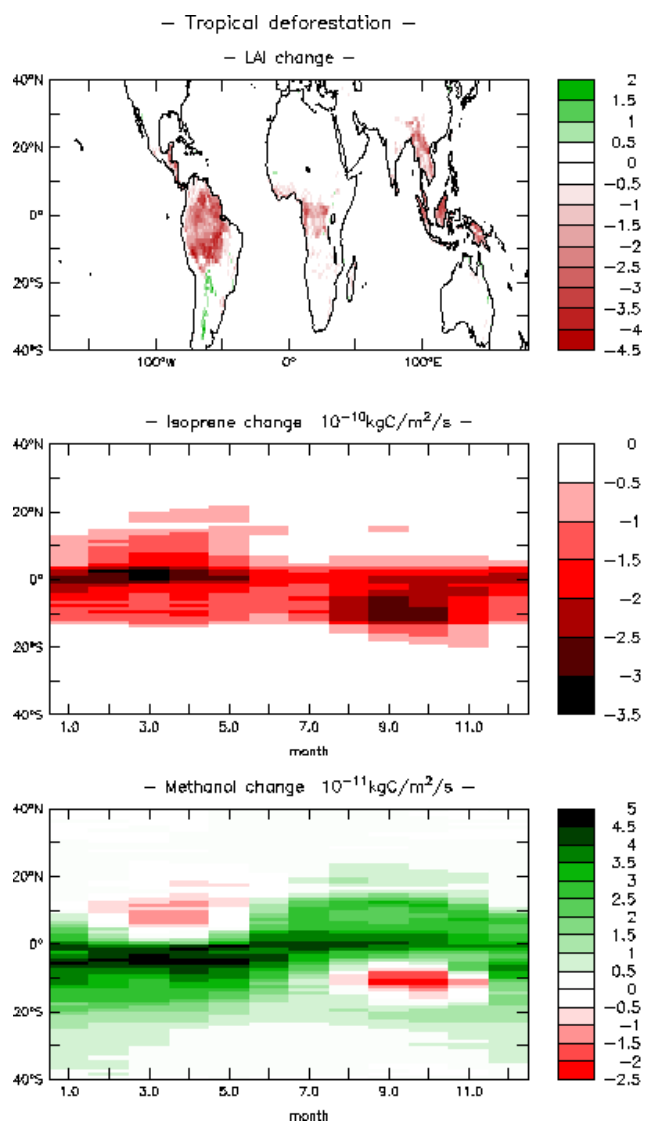 — Tropical deforestation —
— LAI change —
40°N
20°N
0°
20°S
40°S
100°W
0°
100°E
2
1.5
1
0.5
0
−0.5
−1
−1.5
−2
−2.5
−3
−3.5
−4
−4.5
— Isoprene change 10⁻¹⁰kgC/m²/s —
40°N
20°N
0°
20°S
40°S
1.0
3.0
5.0
7.0
9.0
11.0
month
0
−0.5
−1
−1.5
−2
−2.5
−3
−3.5
— Methanol change 10⁻¹¹kgC/m²/s —
40°N
20°N
0°
20°S
40°S
1.0
3.0
5.0
7.0
9.0
11.0
month
5
4.5
4
3.5
3
2.5
2
1.5
1
0.5
0
−0.5
−1
−1.5
−2
−2.5